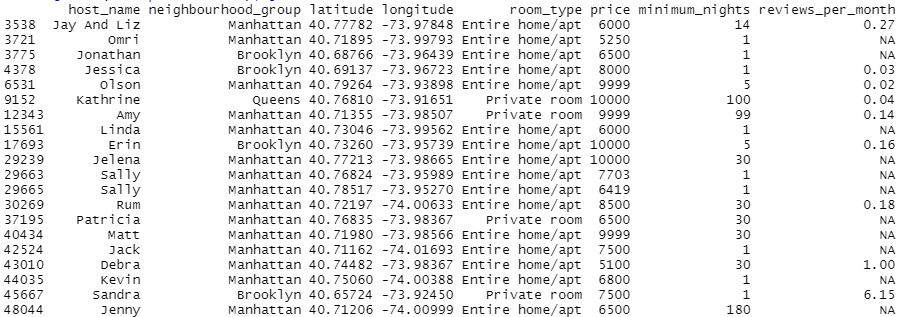 host_name neighbourhood_group latitude longitude room_type price minimum_nights reviews_per_month
3538 Jay And Liz Manhattan 40.77782 -73.97848 Entire home/apt 6000 14 0.27
3721 Omri Manhattan 40.71895 -73.99793 Entire home/apt 5250 1 NA
3775 Jonathan Brooklyn 40.68766 -73.96439 Entire home/apt 6500 1 NA
4378 Jessica Brooklyn 40.69137 -73.96723 Entire home/apt 8000 1 0.03
6531 Olson Manhattan 40.79264 -73.93898 Entire home/apt 9999 5 0.02
9152 Kathrine Queens 40.76810 -73.91651 Private room 10000 100 0.04
12343 Amy Manhattan 40.71355 -73.98507 Private room 9999 99 0.14
15561 Linda Manhattan 40.73046 -73.99562 Entire home/apt 6000 1 NA
17693 Erin Brooklyn 40.73260 -73.95739 Entire home/apt 10000 5 0.16
29239 Jelena Manhattan 40.77213 -73.98665 Entire home/apt 10000 30 NA
29663 Sally Manhattan 40.76824 -73.95989 Entire home/apt 7703 1 NA
29665 Sally Manhattan 40.78517 -73.95270 Entire home/apt 6419 1 NA
30269 Rum Manhattan 40.72197 -74.00633 Entire home/apt 8500 30 0.18
37195 Patricia Manhattan 40.76835 -73.98367 Private room 6500 30 NA
40434 Matt Manhattan 40.71980 -73.98566 Entire home/apt 9999 30 NA
42524 Jack Manhattan 40.71162 -74.01693 Entire home/apt 7500 1 NA
43010 Debra Manhattan 40.74482 -73.98367 Entire home/apt 5100 30 1.00
44035 Kevin Manhattan 40.75060 -74.00388 Entire home/apt 6800 1 NA
45667 Sandra Brooklyn 40.65724 -73.92450 Private room 7500 1 6.15
48044 Jenny Manhattan 40.71206 -74.00999 Entire home/apt 6500 180 NA